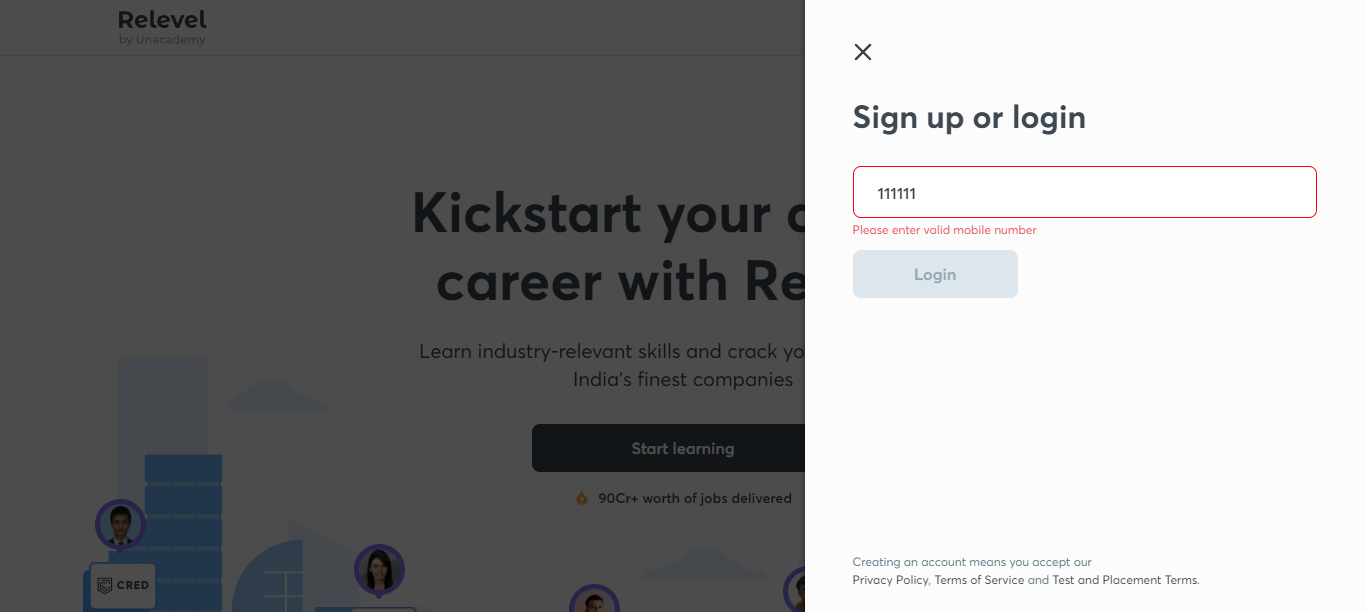 Relevel
by Unacademy
Kickstart your
career with Re
Learn industry-relevant skills and crack yo
India's finest companies
Start learning
90Cr+ worth of jobs delivered
CRED
Sign up or login
111111
Please enter valid mobile number
Login
Creating an account means you accept our
Privacy Policy, Terms of Service and Test and Placement Terms.